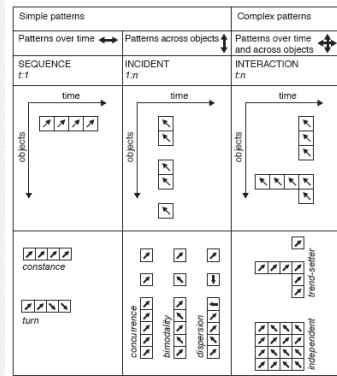 Simple patterns
Complex patterns
Patterns over time
Patterns across objects
Patterns over time
and across objects
SEQUENCE
t:1
INCIDENT
1:n
INTERACTION
t:n
time
objects
time
objects
time
objects
constance
turn
concurrence
bimodality
dispersion
trend-setter
independent